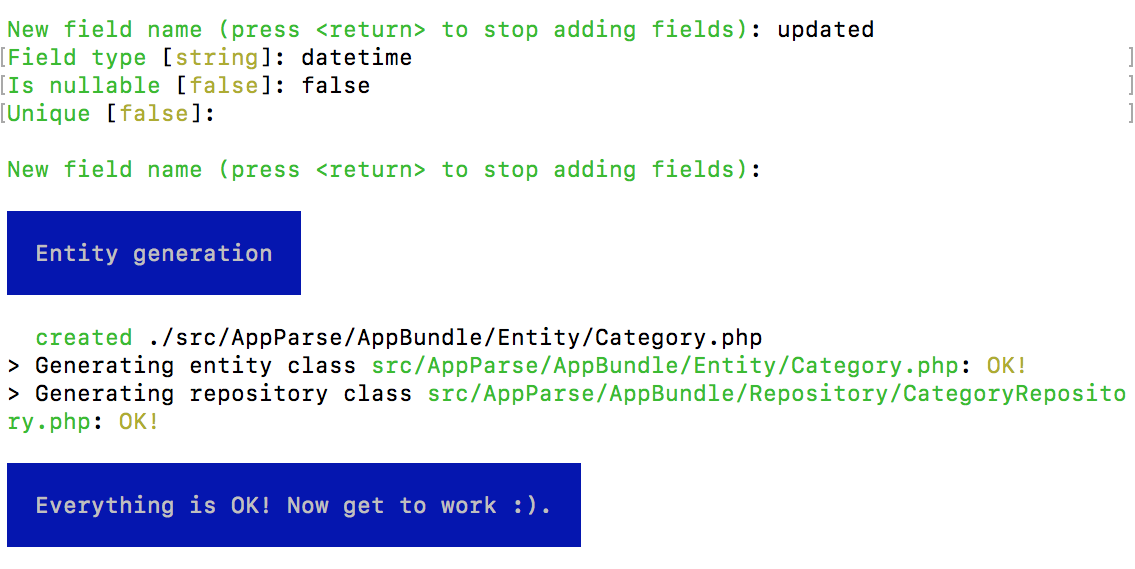 New field name (press <return> to stop adding fields): updated
[Field type [string]: datetime ]
[Is nullable [false]: false ]
[Unique [false]: ]
New field name (press <return> to stop adding fields):
Entity generation
created ./src/AppParse/AppBundle/Entity/Category.php
> Generating entity class src/AppParse/AppBundle/Entity/Category.php: OK!
> Generating repository class src/AppParse/AppBundle/Repository/CategoryReposito
ry.php: OK!
Everything is OK! Now get to work :).